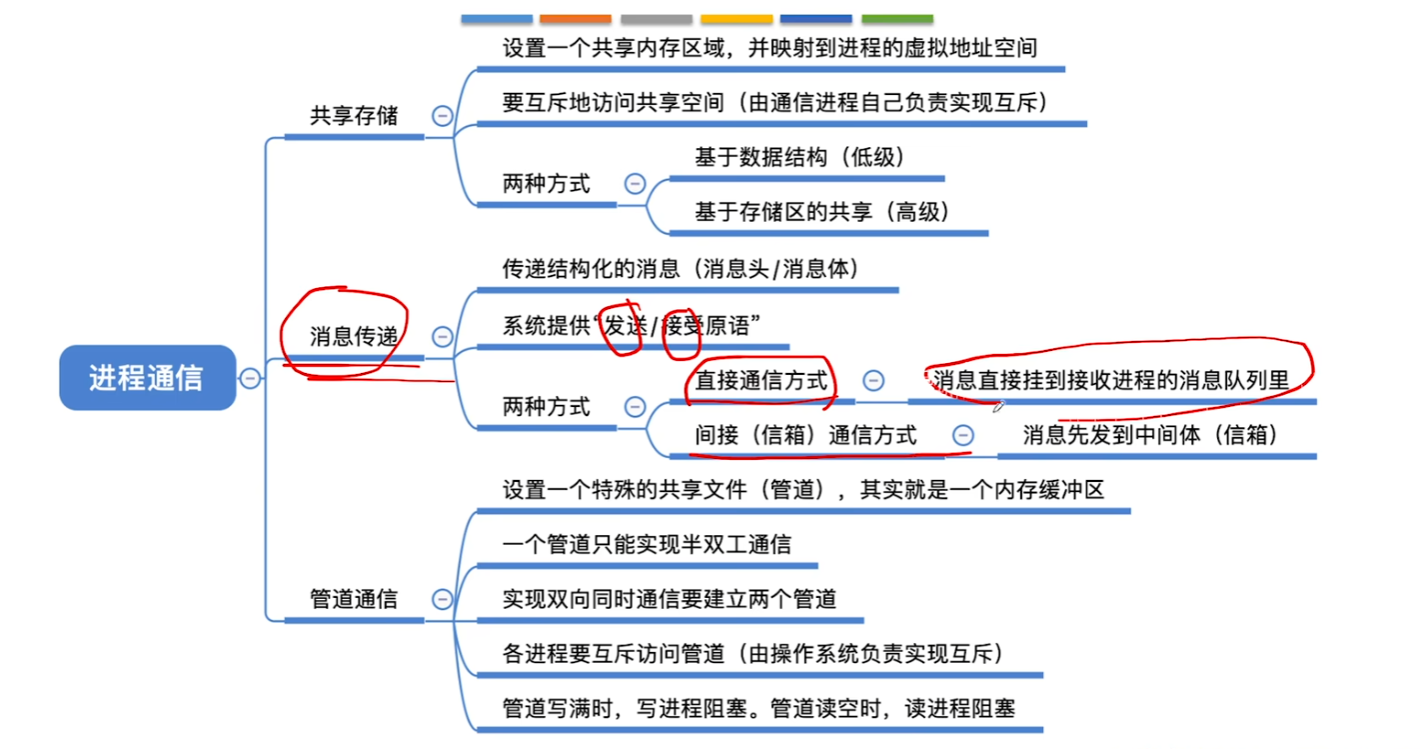 设置一个共享内存区域，并映射到进程的虚拟地址空间
共享存储
要互斥地访问共享空间（由通信进程自己负责实现互斥）
两种方式
基于数据结构（低级）
基于存储区的共享（高级）
进程通信
消息传递
传递结构化的消息（消息头/消息体）
系统提供“发送/接受原语”
两种方式
直接通信方式
消息直接挂到接收进程的消息队列里
间接（信箱）通信方式
消息先发到中间体（信箱）
管道通信
设置一个特殊的共享文件（管道），其实就是一个内存缓冲区
一个管道只能实现半双工通信
实现双向同时通信要建立两个管道
各进程要互斥访问管道（由操作系统负责实现互斥）
管道写满时，写进程阻塞。管道读空时，读进程阻塞